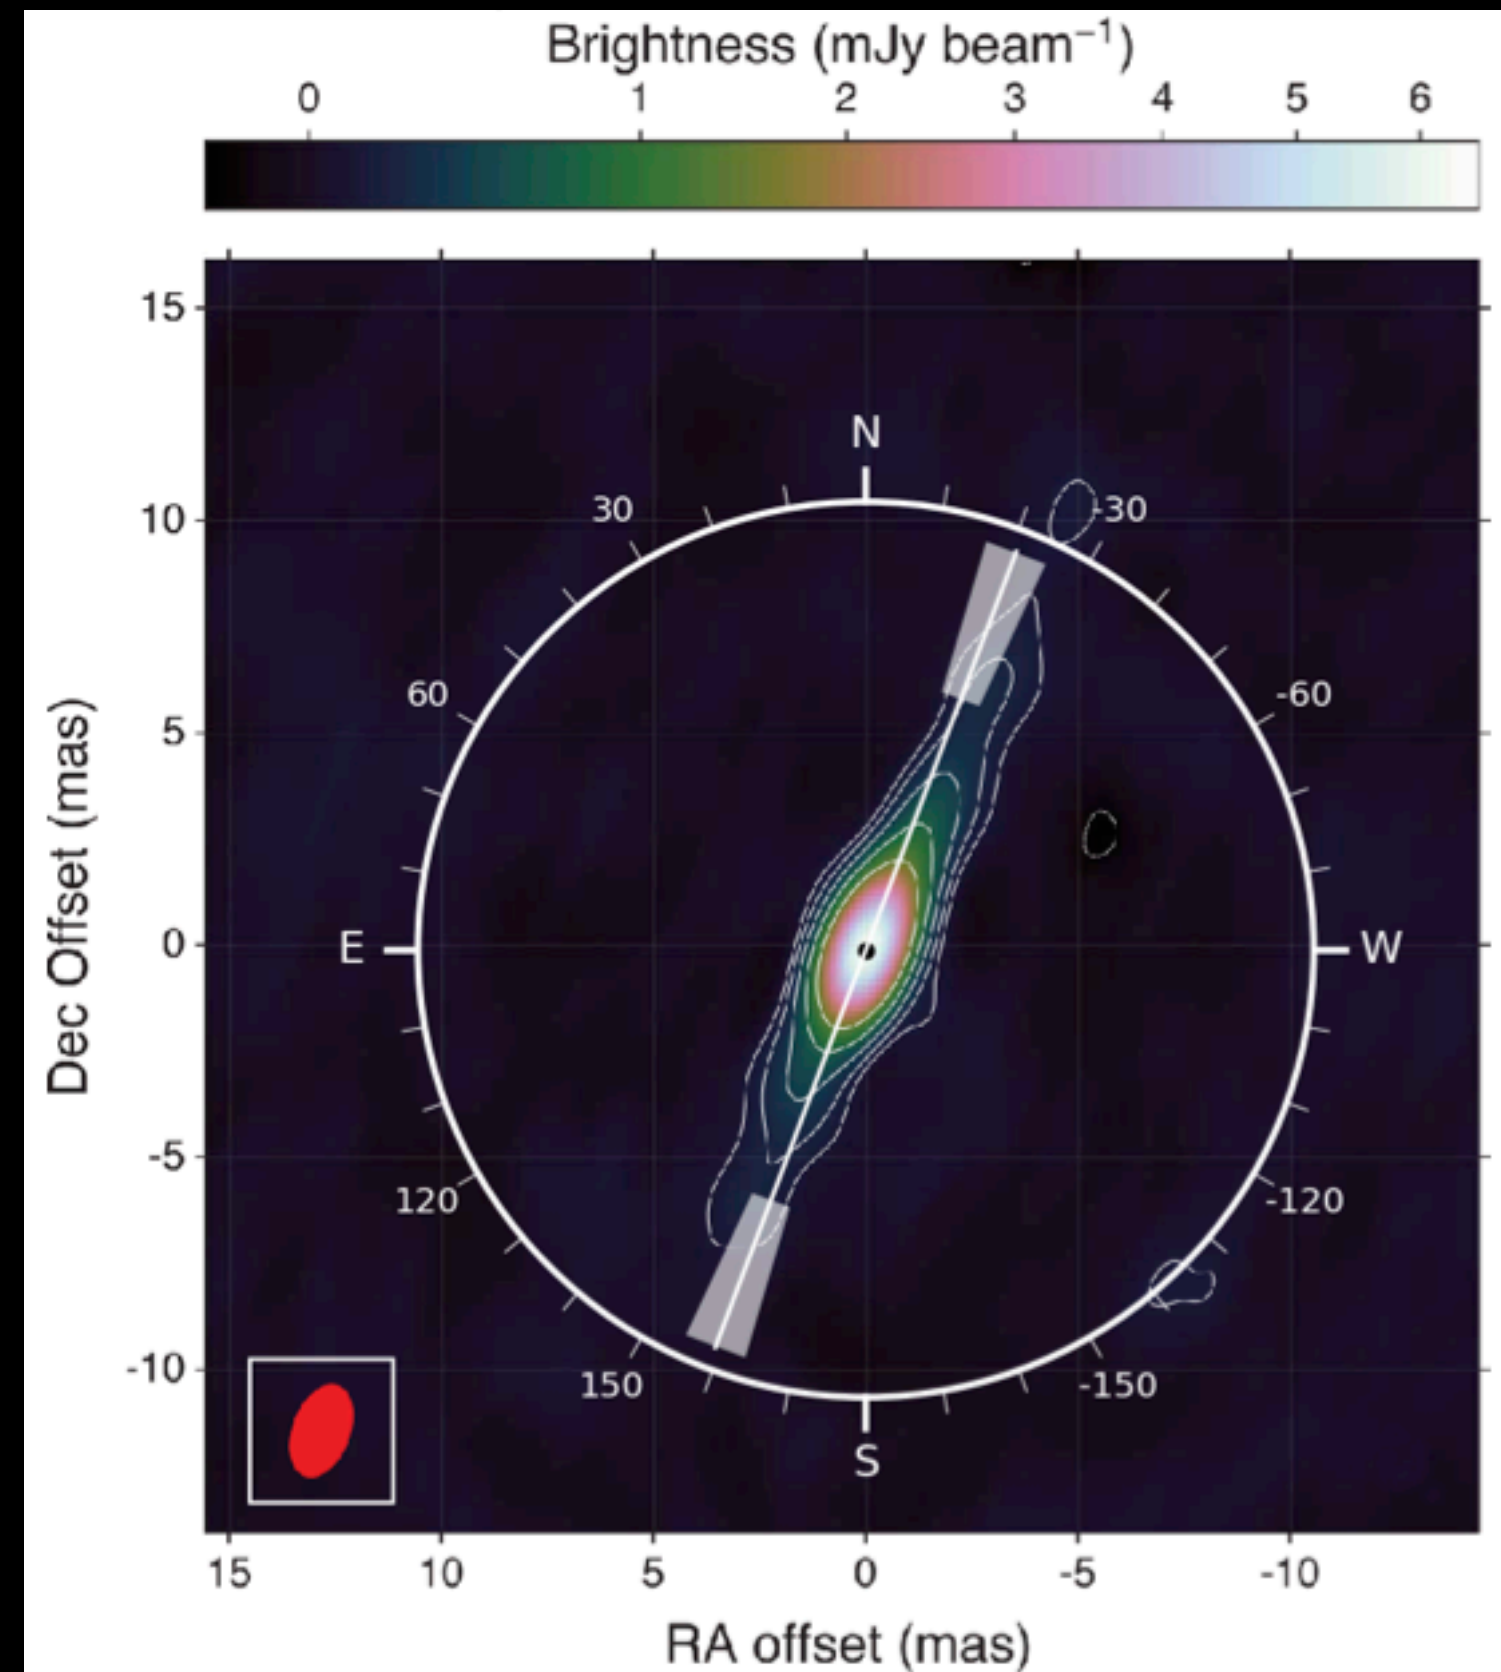 Brightness (mJy beam⁻¹)
0 1 2 3 4 5 6
15
N
10
30 -30
60 -60
5
Dec Offset (mas)
0
E W
-5
120 -120
-10
150 -150
S
15 10 5 0 -5 -10
RA offset (mas)